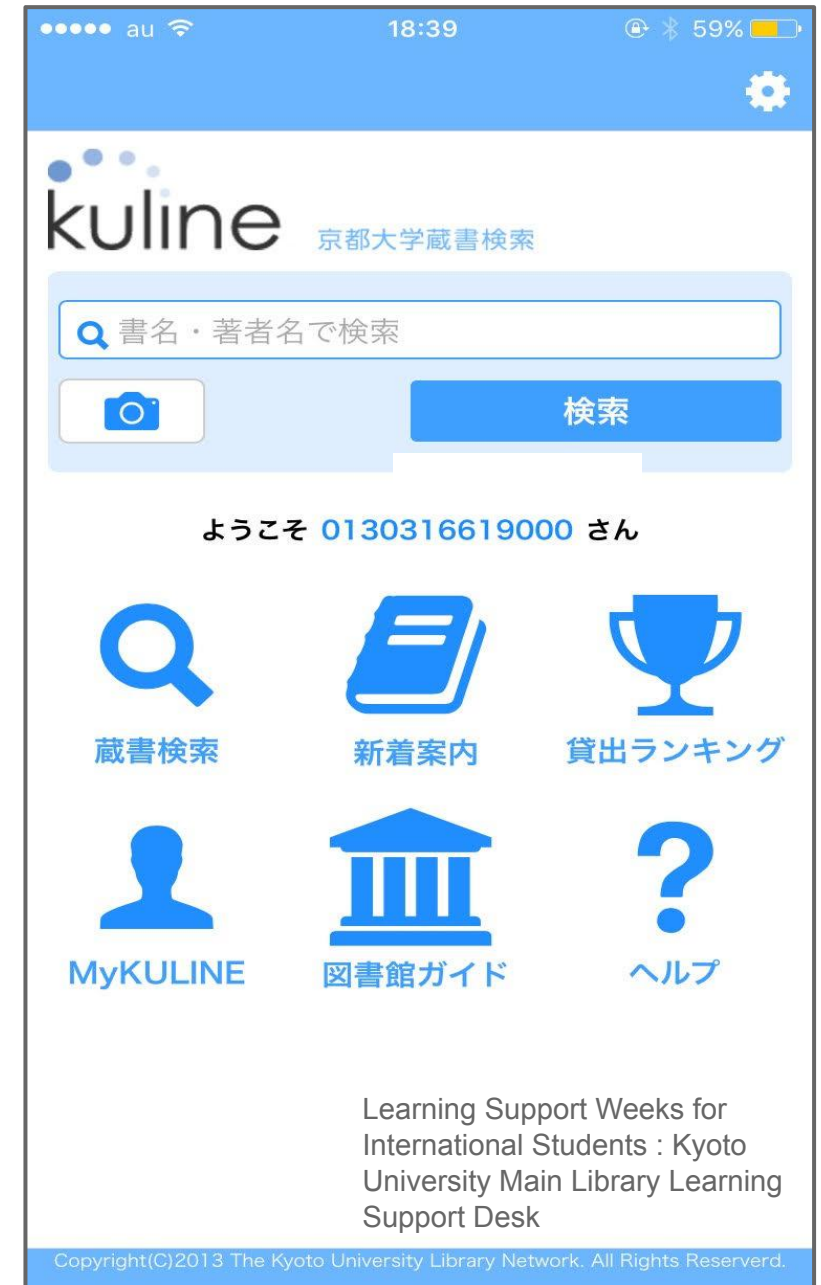 au 18:39 59%
kuline 京都大学蔵書検索
書名・著者名で検索
検索
ようこそ 0130316619000 さん
蔵書検索 新着案内 貸出ランキング
MyKULINE 図書館ガイド ヘルプ
Learning Support Weeks for
International Students : Kyoto
University Main Library Learning
Support Desk
Copyright(C)2013 The Kyoto University Library Network. All Rights Reserverd.